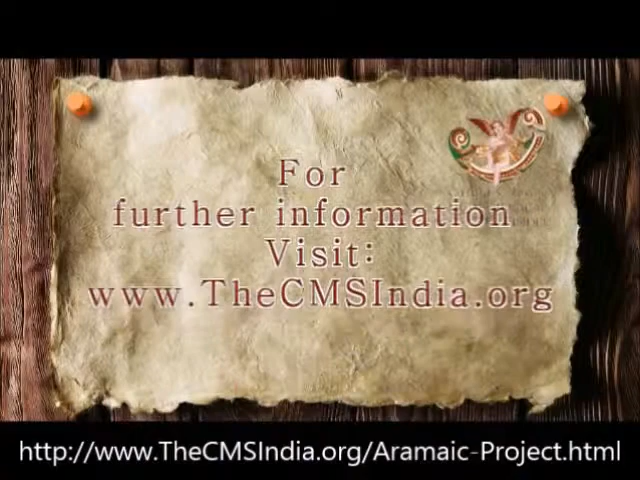 For
further information
Visit:
www.TheCMSIndia.org
http://www.TheCMSIndia.org/Aramaic-Project.html